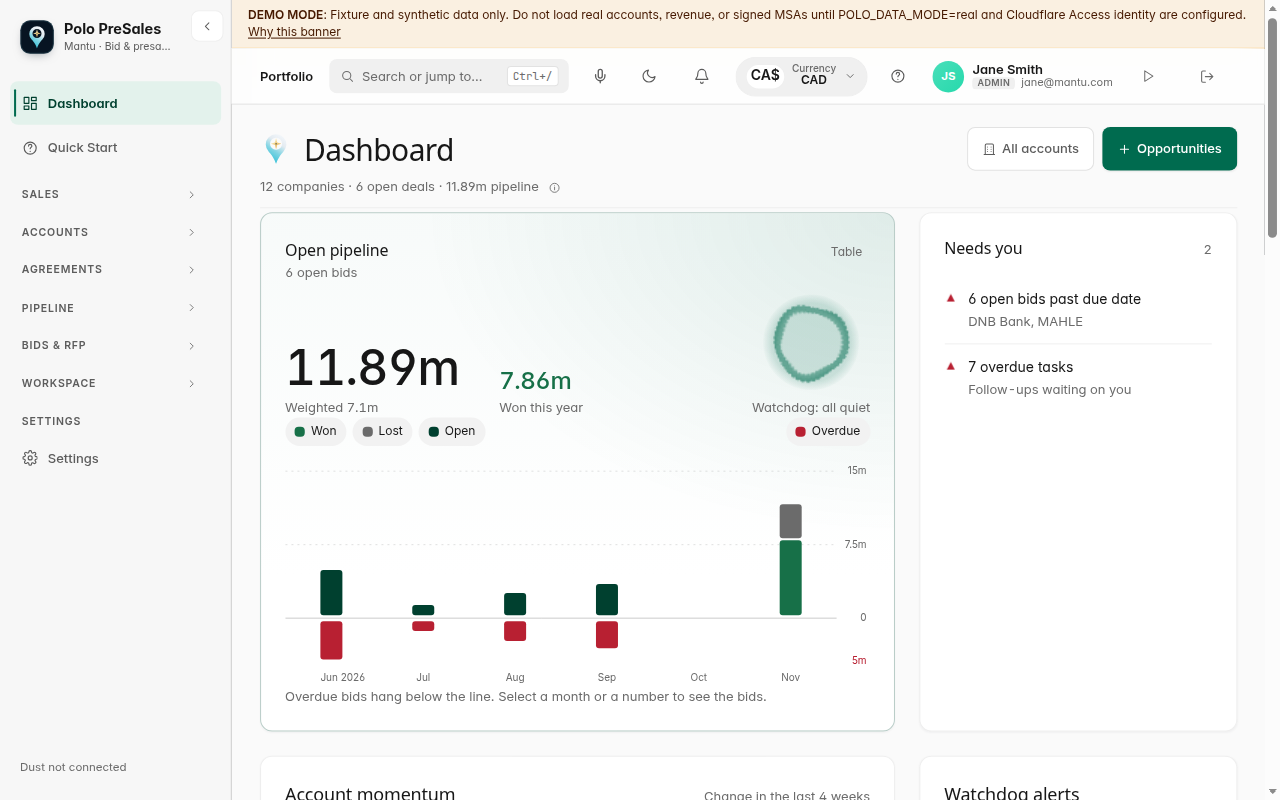 Polo PreSales
Mantu · Bid & presa...
Dashboard
Quick Start
SALES
ACCOUNTS
AGREEMENTS
PIPELINE
BIDS & RFP
WORKSPACE
SETTINGS
Settings
Dust not connected
DEMO MODE: Fixture and synthetic data only. Do not load real accounts, revenue, or signed MSAs until POLO_DATA_MODE=real and Cloudflare Access identity are configured.
Why this banner
Portfolio
Search or jump to...
Ctrl+/
CA$
Currency
CAD
JS
Jane Smith
ADMIN jane@mantu.com
Dashboard
All accounts
+ Opportunities
12 companies · 6 open deals · 11.89m pipeline
Open pipeline
Table
6 open bids
11.89m
7.86m
Weighted 7.1m
Won this year
Watchdog: all quiet
Won
Lost
Open
Overdue
15m
7.5m
0
5m
Jun 2026
Jul
Aug
Sep
Oct
Nov
Overdue bids hang below the line. Select a month or a number to see the bids.
Needs you
2
6 open bids past due date
DNB Bank, MAHLE
7 overdue tasks
Follow-ups waiting on you
Account momentum
Change in the last 4 weeks
Watchdog alerts